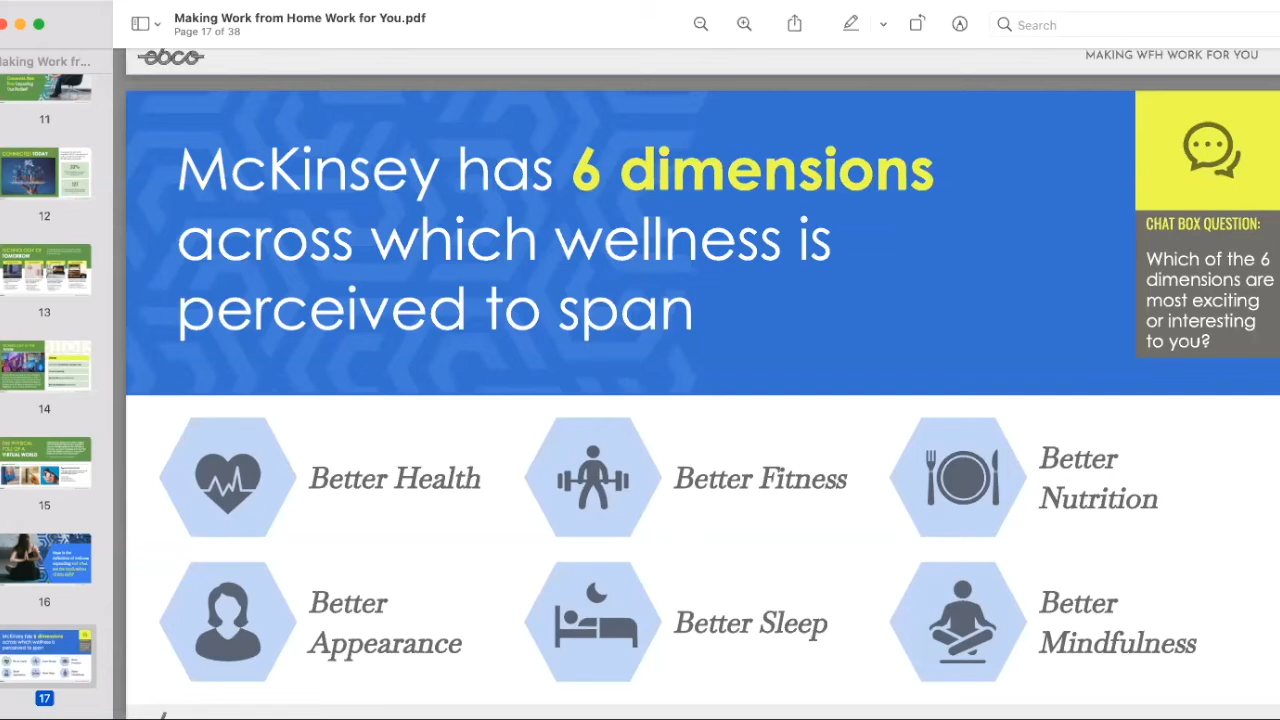 Making Work from Home Work for You.pdf
Page 17 of 38
Search
Making Work fr...
ebco
MAKING WFH WORK FOR YOU
11
12
13
14
15
16
17
McKinsey has 6 dimensions
across which wellness is
perceived to span
CHAT BOX QUESTION:
Which of the 6
dimensions are
most exciting
or interesting
to you?
Better Health
Better Fitness
Better
Nutrition
Better
Appearance
Better Sleep
Better
Mindfulness